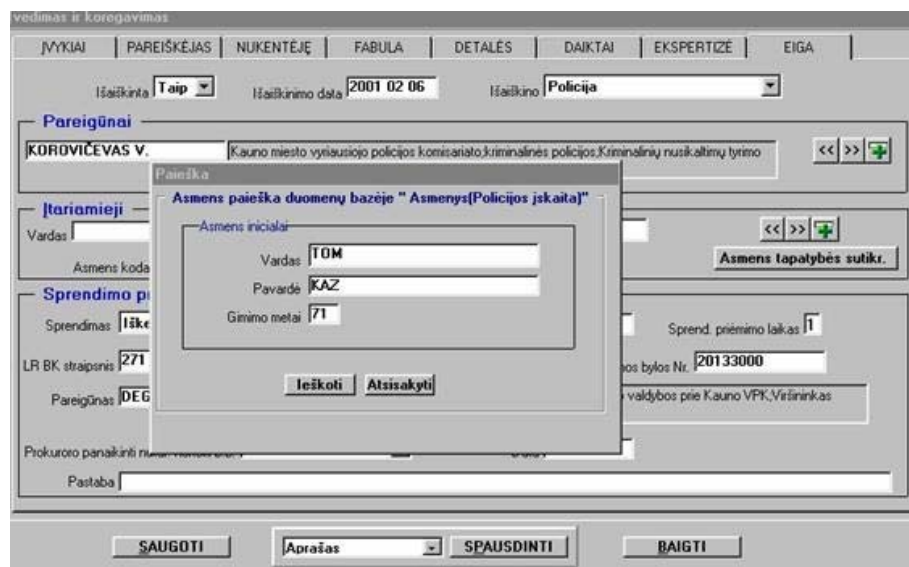 vedimas ir koregavimas
ĮVYKIAI PAREIŠKĖJAS NUKENTĖJĘ FABULA DETALĖS DAIKTAI EKSPERTIZĖ EIGA
Išaiškinta Taip Išaiškinimo data 2001 02 06 Išaiškino Policija
Pareigūnai
KOROVIČEVAS V. Kauno miesto vyriausiojo policijos komisariato,kriminalinės policijos,Kriminalinių nusikaltimų tyrimo << >>
Paieška
Asmens paieška duomenų bazėje " Asmenys(Policijos įskaita)"
Įtariamieji
Vardas << >>
Asmens koda Asmens tapatybės sutikr.
Asmens inicialai
Vardas TOM
Pavardė KAZ
Gimimo metai 71
Ieškoti Atsisakyti
Sprendimo pr
Sprendimas Iške Sprend. priėmimo laikas 1
LR BK straipsnis 271 os bylos Nr. 20133000
Pareigūnas DEG valdybos prie Kauno VPK,Viršininkas
Prokuroro panaikinti
Pastaba
SAUGOTI Aprašas SPAUSDINTI BAIGTI